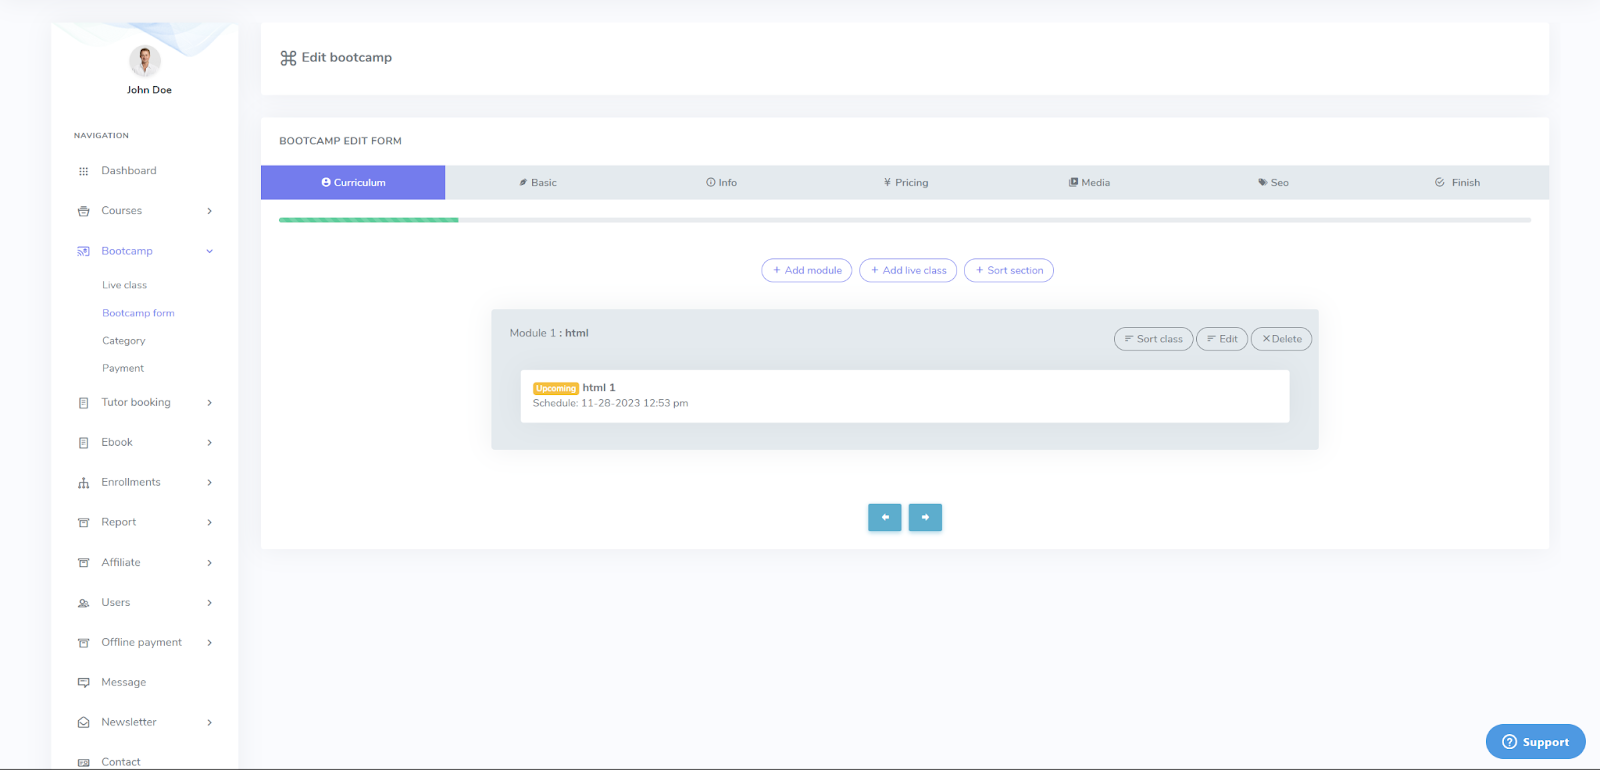 John Doe
NAVIGATION
Dashboard
Courses
Bootcamp
Live class
Bootcamp form
Category
Payment
Tutor booking
Ebook
Enrollments
Report
Affiliate
Users
Offline payment
Message
Newsletter
Contact
Edit bootcamp
BOOTCAMP EDIT FORM
Curriculum Basic Info Pricing Media Seo Finish
+ Add module + Add live class + Sort section
Module 1 : html
Sort class Edit ×Delete
Upcoming html 1
Schedule: 11-28-2023 12:53 pm
Support